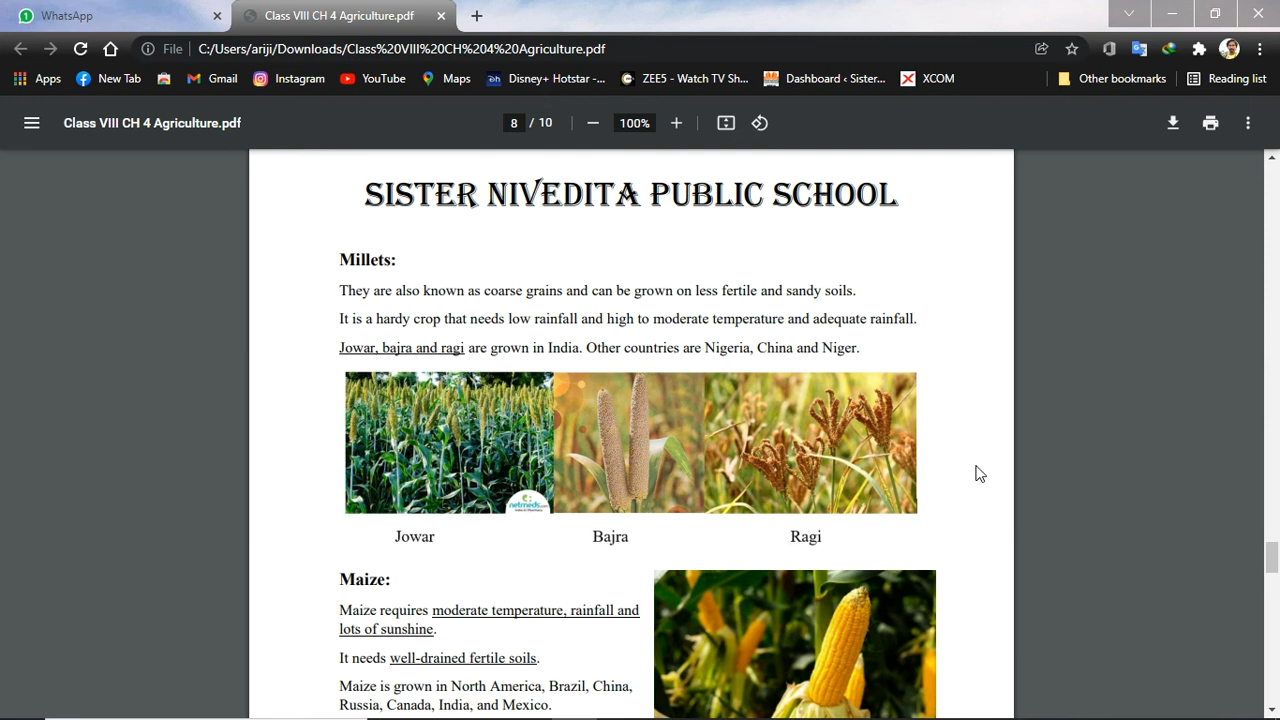 WhatsApp
Class VIII CH 4 Agriculture.pdf
File
C:/Users/ariji/Downloads/Class%20VIII%20CH%204%20Agriculture.pdf
Apps
New Tab
Gmail
Instagram
YouTube
Maps
Disney+ Hotstar -...
ZEE5 - Watch TV Sh...
Dashboard ‹ Sister...
XCOM
Other bookmarks
Reading list
Class VIII CH 4 Agriculture.pdf
8 / 10
100%
SISTER NIVEDITA PUBLIC SCHOOL
Millets:
They are also known as coarse grains and can be grown on less fertile and sandy soils.
It is a hardy crop that needs low rainfall and high to moderate temperature and adequate rainfall.
Jowar, bajra and ragi are grown in India. Other countries are Nigeria, China and Niger.
netmeds.com
Jowar Bajra Ragi
Maize:
Maize requires moderate temperature, rainfall and
lots of sunshine.
It needs well-drained fertile soils.
Maize is grown in North America, Brazil, China,
Russia, Canada, India, and Mexico.